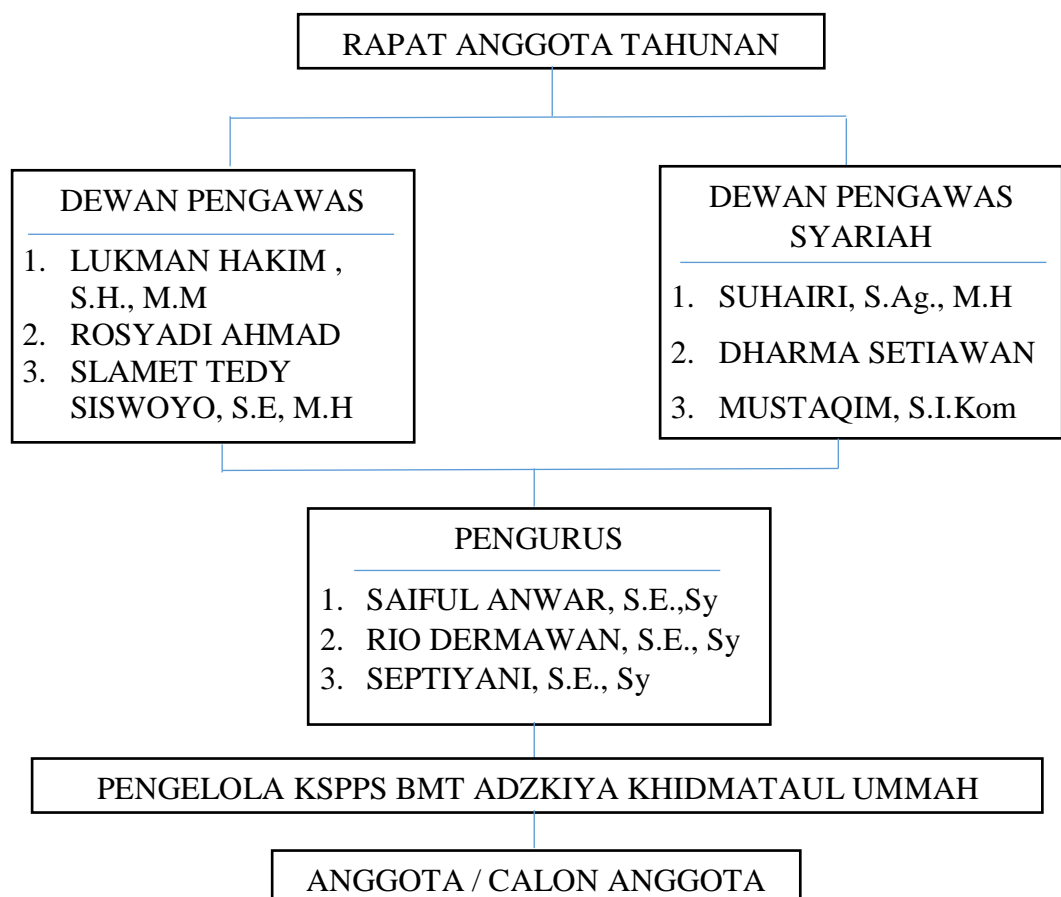 RAPAT ANGGOTA TAHUNAN
DEWAN PENGAWAS
1. LUKMAN HAKIM ,
S.H., M.M
2. ROSYADI AHMAD
3. SLAMET TEDY
SISWOYO, S.E, M.H
DEWAN PENGAWAS
SYARIAH
1. SUHAIRI, S.Ag., M.H
2. DHARMA SETIAWAN
3. MUSTAQIM, S.I.Kom
PENGURUS
1. SAIFUL ANWAR, S.E.,Sy
2. RIO DERMAWAN, S.E., Sy
3. SEPTIYANI, S.E., Sy
PENGELOLA KSPPS BMT ADZKIYA KHIDMATAUL UMMAH
ANGGOTA / CALON ANGGOTA